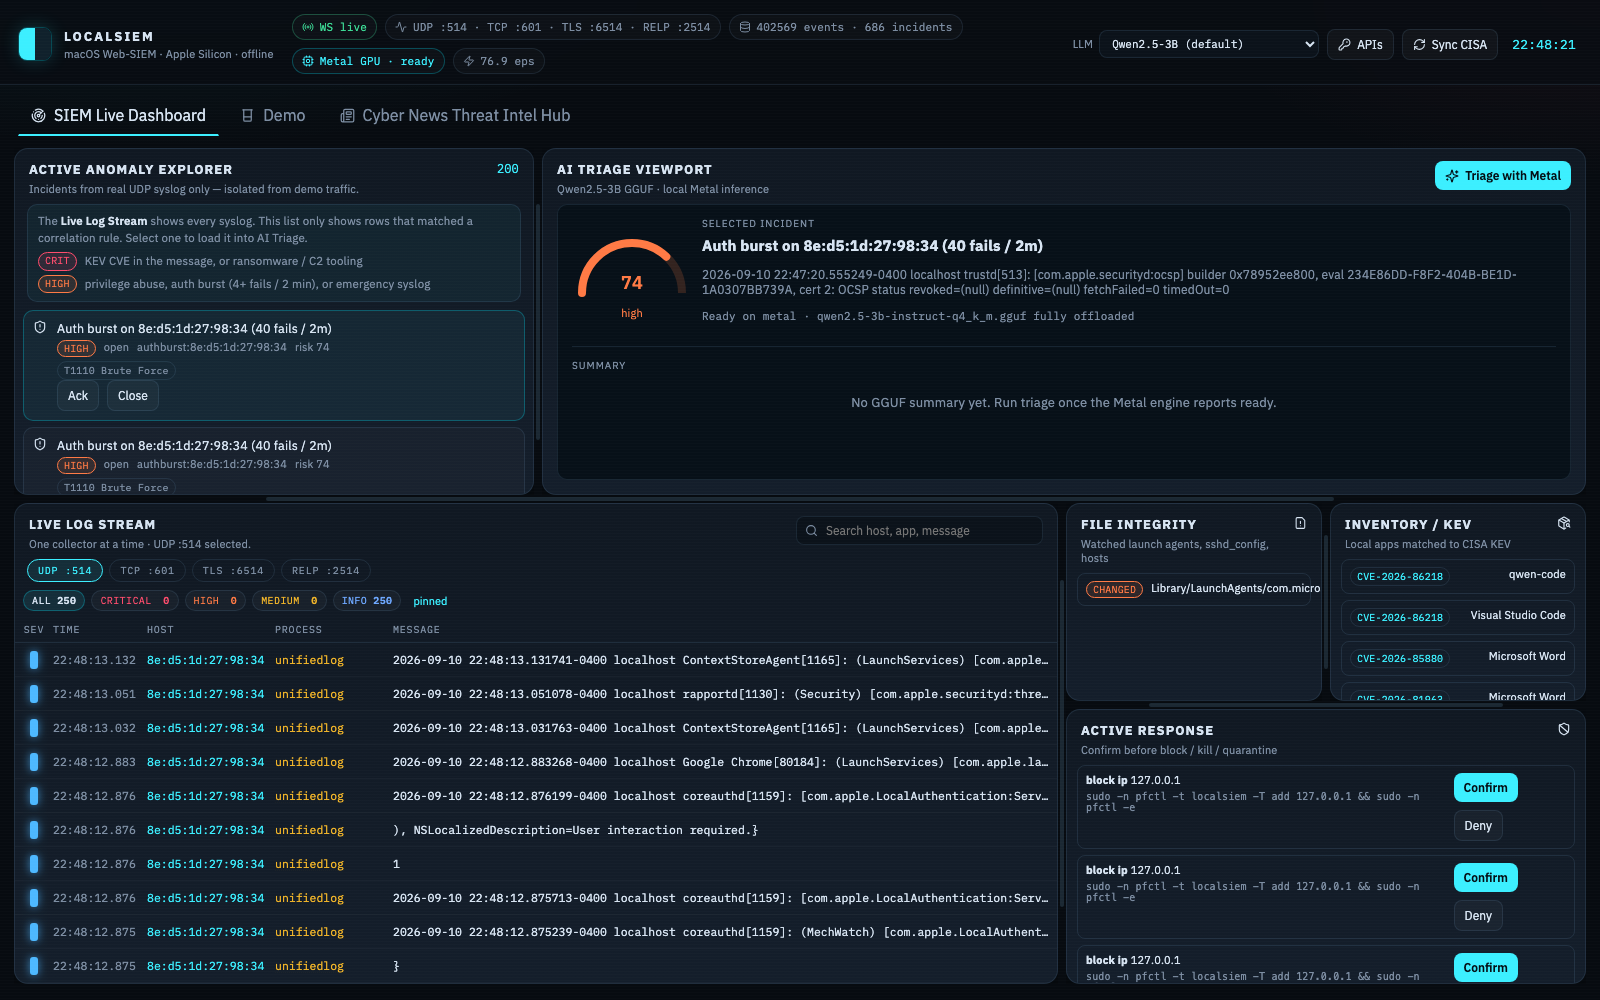 LOCALSIEM
macOS Web-SIEM · Apple Silicon · offline
WS live
UDP :514 · TCP :601 · TLS :6514 · RELP :2514
402569 events · 686 incidents
Metal GPU · ready
76.9 eps
LLM
Qwen2.5-3B (default)
APIs
Sync CISA
22:48:21
SIEM Live Dashboard
Demo
Cyber News Threat Intel Hub
ACTIVE ANOMALY EXPLORER
200
Incidents from real UDP syslog only — isolated from demo traffic.
The Live Log Stream shows every syslog. This list only shows rows that matched a
correlation rule. Select one to load it into AI Triage.
CRIT KEV CVE in the message, or ransomware / C2 tooling
HIGH privilege abuse, auth burst (4+ fails / 2 min), or emergency syslog
Auth burst on 8e:d5:1d:27:98:34 (40 fails / 2m)
HIGH open authburst:8e:d5:1d:27:98:34 risk 74
T1110 Brute Force
Ack Close
Auth burst on 8e:d5:1d:27:98:34 (40 fails / 2m)
HIGH open authburst:8e:d5:1d:27:98:34 risk 74
T1110 Brute Force
AI TRIAGE VIEWPORT
Qwen2.5-3B GGUF · local Metal inference
Triage with Metal
74
high
SELECTED INCIDENT
Auth burst on 8e:d5:1d:27:98:34 (40 fails / 2m)
2026-09-10 22:47:20.555249-0400 localhost trustd[513]: [com.apple.securityd:ocsp] builder 0x78952ee800, eval 234E86DD-F8F2-404B-BE1D-
1A0307BB739A, cert 2: OCSP status revoked=(null) definitive=(null) fetchFailed=0 timedOut=0
Ready on metal · qwen2.5-3b-instruct-q4_k_m.gguf fully offloaded
SUMMARY
No GGUF summary yet. Run triage once the Metal engine reports ready.
LIVE LOG STREAM
One collector at a time · UDP :514 selected.
Search host, app, message
UDP :514 TCP :601 TLS :6514 RELP :2514
ALL 250 CRITICAL 0 HIGH 0 MEDIUM 0 INFO 250 pinned
SEV TIME HOST PROCESS MESSAGE
22:48:13.132 8e:d5:1d:27:98:34 unifiedlog 2026-09-10 22:48:13.131741-0400 localhost ContextStoreAgent[1165]: (LaunchServices) [com.apple…
22:48:13.051 8e:d5:1d:27:98:34 unifiedlog 2026-09-10 22:48:13.051078-0400 localhost rapportd[1130]: (Security) [com.apple.securityd:thre…
22:48:13.032 8e:d5:1d:27:98:34 unifiedlog 2026-09-10 22:48:13.031763-0400 localhost ContextStoreAgent[1165]: (LaunchServices) [com.apple…
22:48:12.883 8e:d5:1d:27:98:34 unifiedlog 2026-09-10 22:48:12.883268-0400 localhost Google Chrome[80184]: (LaunchServices) [com.apple.la…
22:48:12.876 8e:d5:1d:27:98:34 unifiedlog 2026-09-10 22:48:12.876199-0400 localhost coreauthd[1159]: [com.apple.LocalAuthentication:Serv…
22:48:12.876 8e:d5:1d:27:98:34 unifiedlog ), NSLocalizedDescription=User interaction required.}
22:48:12.876 8e:d5:1d:27:98:34 unifiedlog 1
22:48:12.876 8e:d5:1d:27:98:34 unifiedlog 2026-09-10 22:48:12.875713-0400 localhost coreauthd[1159]: [com.apple.LocalAuthentication:Serv…
22:48:12.875 8e:d5:1d:27:98:34 unifiedlog 2026-09-10 22:48:12.875239-0400 localhost coreauthd[1159]: (MechWatch) [com.apple.LocalAuthent…
22:48:12.875 8e:d5:1d:27:98:34 unifiedlog }
FILE INTEGRITY
Watched launch agents, sshd_config,
hosts
CHANGED Library/LaunchAgents/com.micro
INVENTORY / KEV
Local apps matched to CISA KEV
CVE-2026-86218 qwen-code
CVE-2026-86218 Visual Studio Code
CVE-2026-85880 Microsoft Word
CVE-2026-81963 Microsoft Word
ACTIVE RESPONSE
Confirm before block / kill / quarantine
block ip 127.0.0.1
sudo -n pfctl -t localsiem -T add 127.0.0.1 && sudo -n
pfctl -e
Confirm
Deny
block ip 127.0.0.1
sudo -n pfctl -t localsiem -T add 127.0.0.1 && sudo -n
pfctl -e
Confirm
Deny
block ip 127.0.0.1
sudo -n pfctl -t localsiem -T add 127.0.0.1 && sudo -n
Confirm